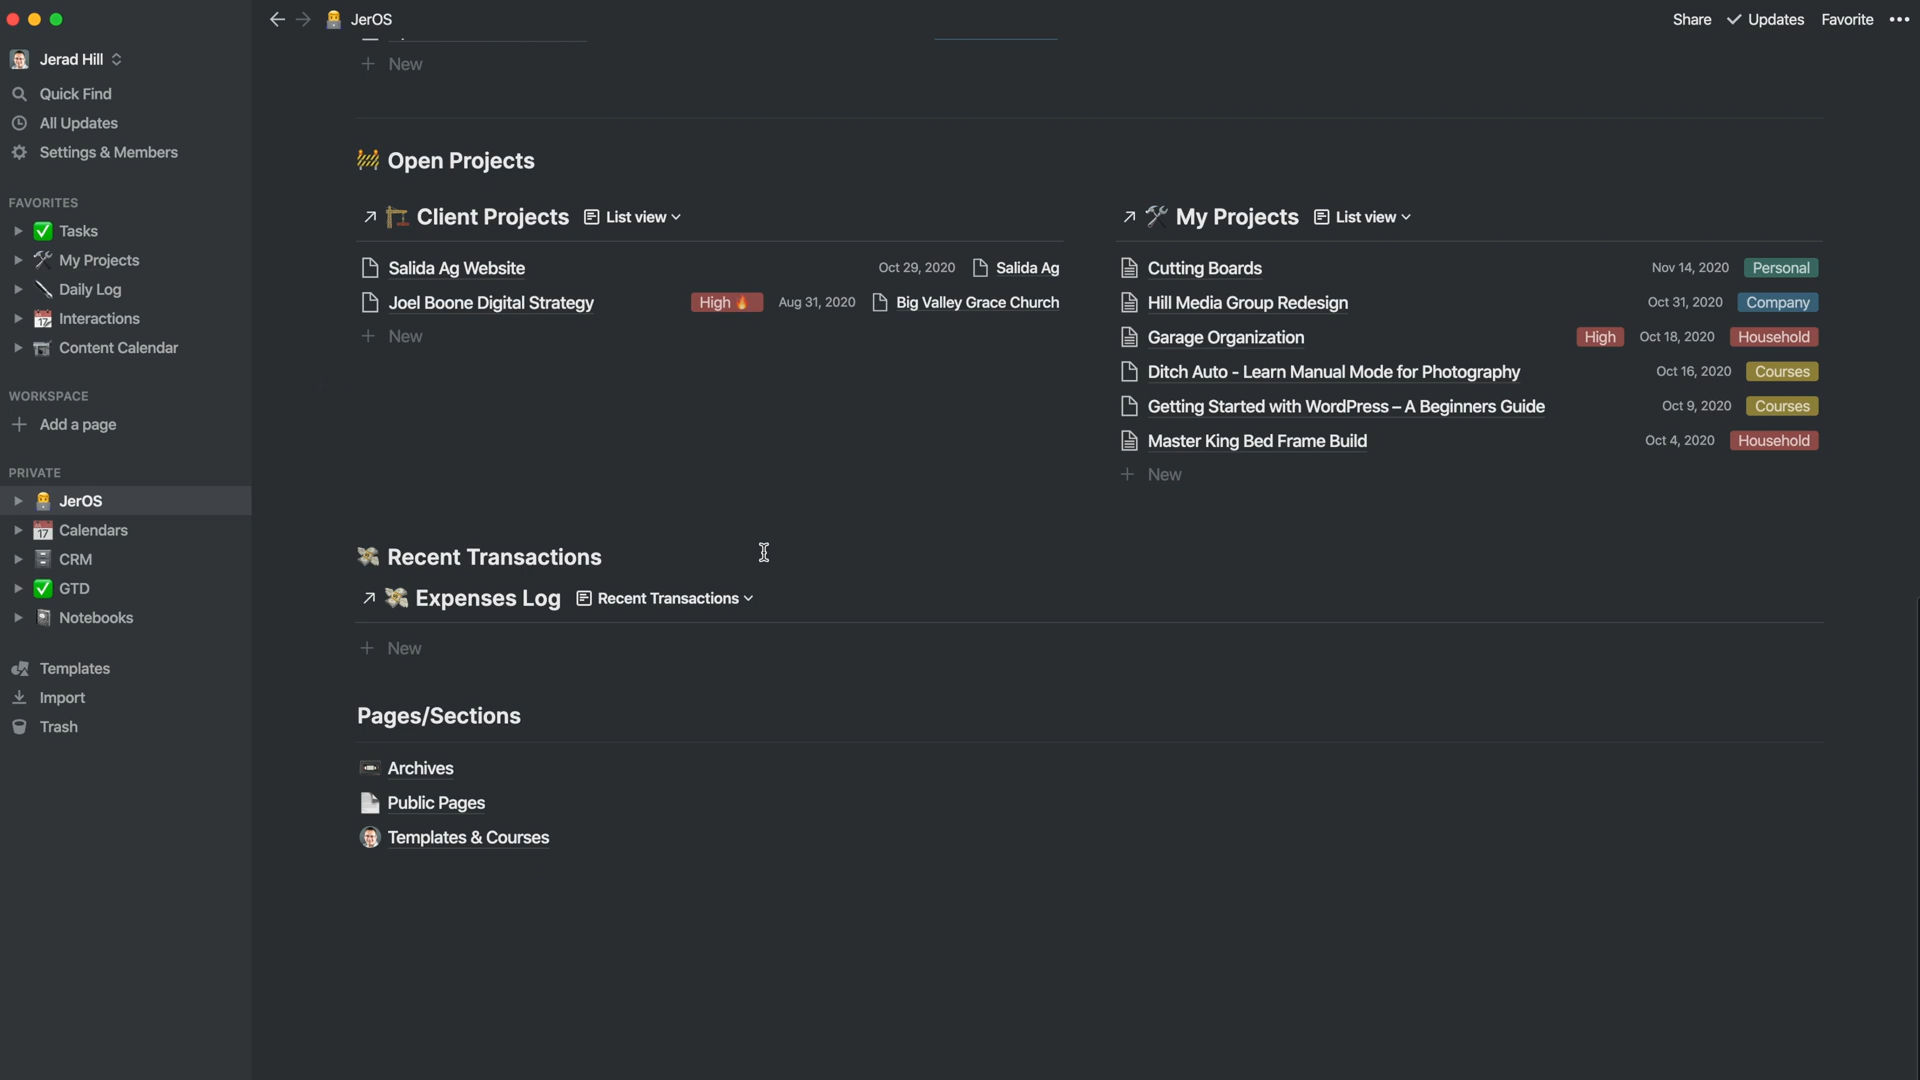 JerOS
Share
Updates
Favorite
Jerad Hill
Quick Find
All Updates
Settings & Members
FAVORITES
Tasks
My Projects
Daily Log
Interactions
Content Calendar
WORKSPACE
Add a page
PRIVATE
JerOS
Calendars
CRM
GTD
Notebooks
Templates
Import
Trash
New
Open Projects
Client Projects List view
Salida Ag Website Oct 29, 2020 Salida Ag
Joel Boone Digital Strategy High Aug 31, 2020 Big Valley Grace Church
New
My Projects List view
Cutting Boards Nov 14, 2020 Personal
Hill Media Group Redesign Oct 31, 2020 Company
Garage Organization High Oct 18, 2020 Household
Ditch Auto - Learn Manual Mode for Photography Oct 16, 2020 Courses
Getting Started with WordPress – A Beginners Guide Oct 9, 2020 Courses
Master King Bed Frame Build Oct 4, 2020 Household
New
Recent Transactions
Expenses Log Recent Transactions
New
Pages/Sections
Archives
Public Pages
Templates & Courses